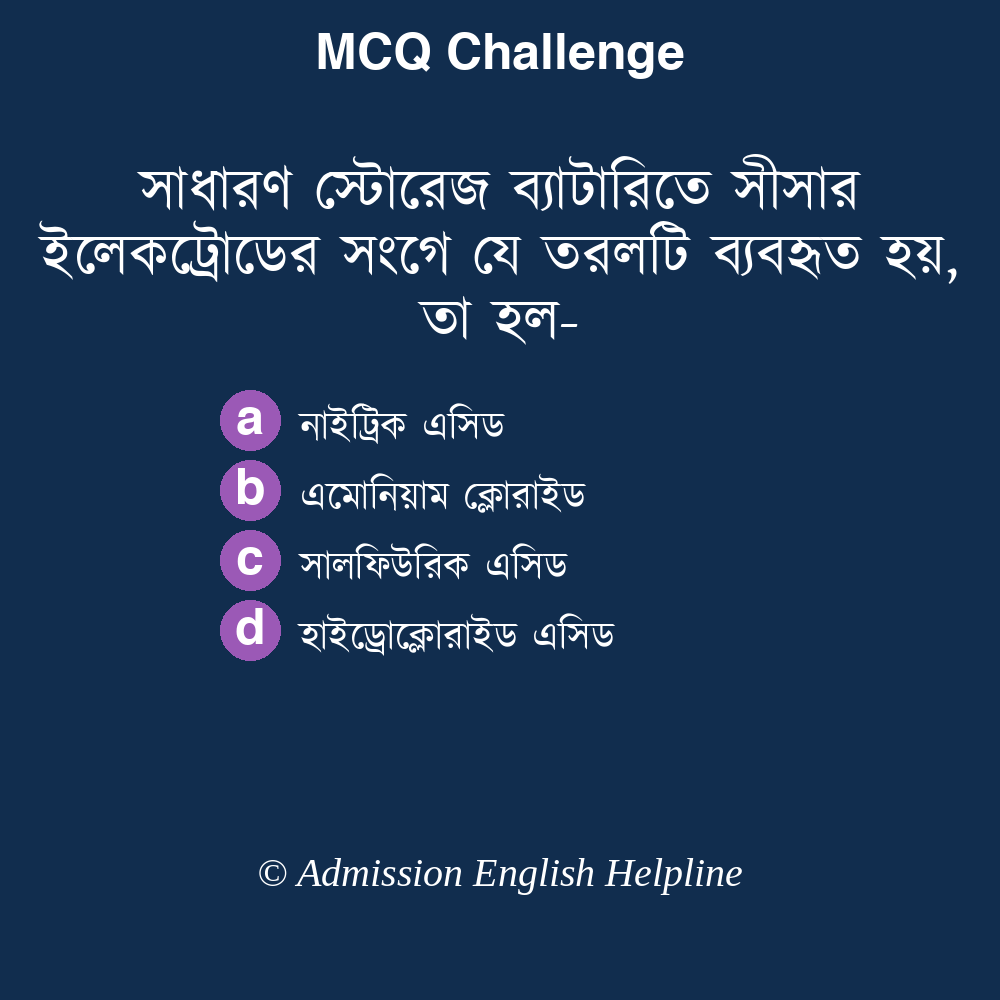 MCQ Challenge
সাধারণ স্টোরেজ ব্যাটারিতে সীসার
ইলেকট্রোডের সংগে যে তরলটি ব্যবহৃত হয়,
তা হল-
a নাইট্রিক এসিড
b এমোনিয়াম ক্লোরাইড
c সালফিউরিক এসিড
d হাইড্রোক্লোরাইড এসিড
© Admission English Helpline